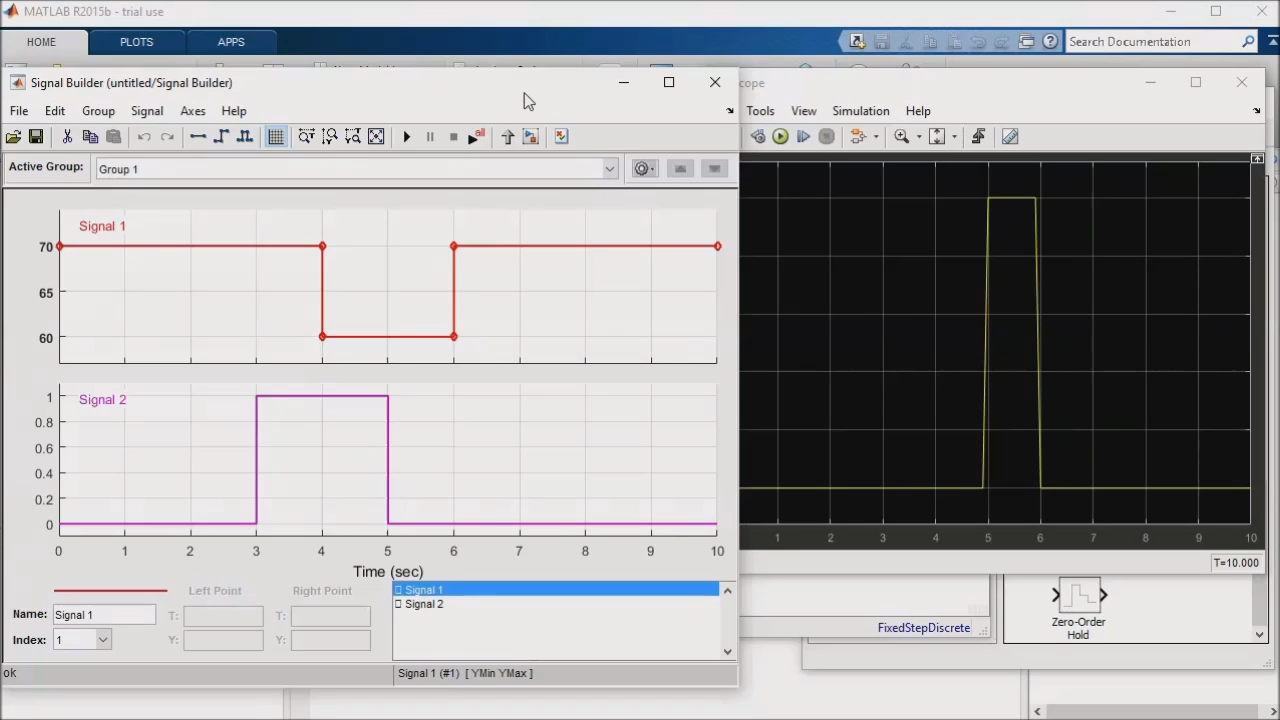 MATLAB R2015b - trial use
HOME PLOTS APPS
Search Documentation
Signal Builder (untitled/Signal Builder)
cope
File Edit Group Signal Axes Help
Tools View Simulation Help
all
Active Group: Group 1
Signal 1
70
65
60
Signal 2
1
0.8
0.6
0.4
0.2
0
0 1 2 3 4 5 6 7 8 9 10
Time (sec)
1 2 3 4 5 6 7 8 9 10
T=10.000
Left Point Right Point
Name: Signal 1 T: T:
Index: 1 Y: Y:
Signal 1
Signal 2
FixedStepDiscrete
Zero-Order
Hold
ok
Signal 1 (#1) [ YMin YMax ]